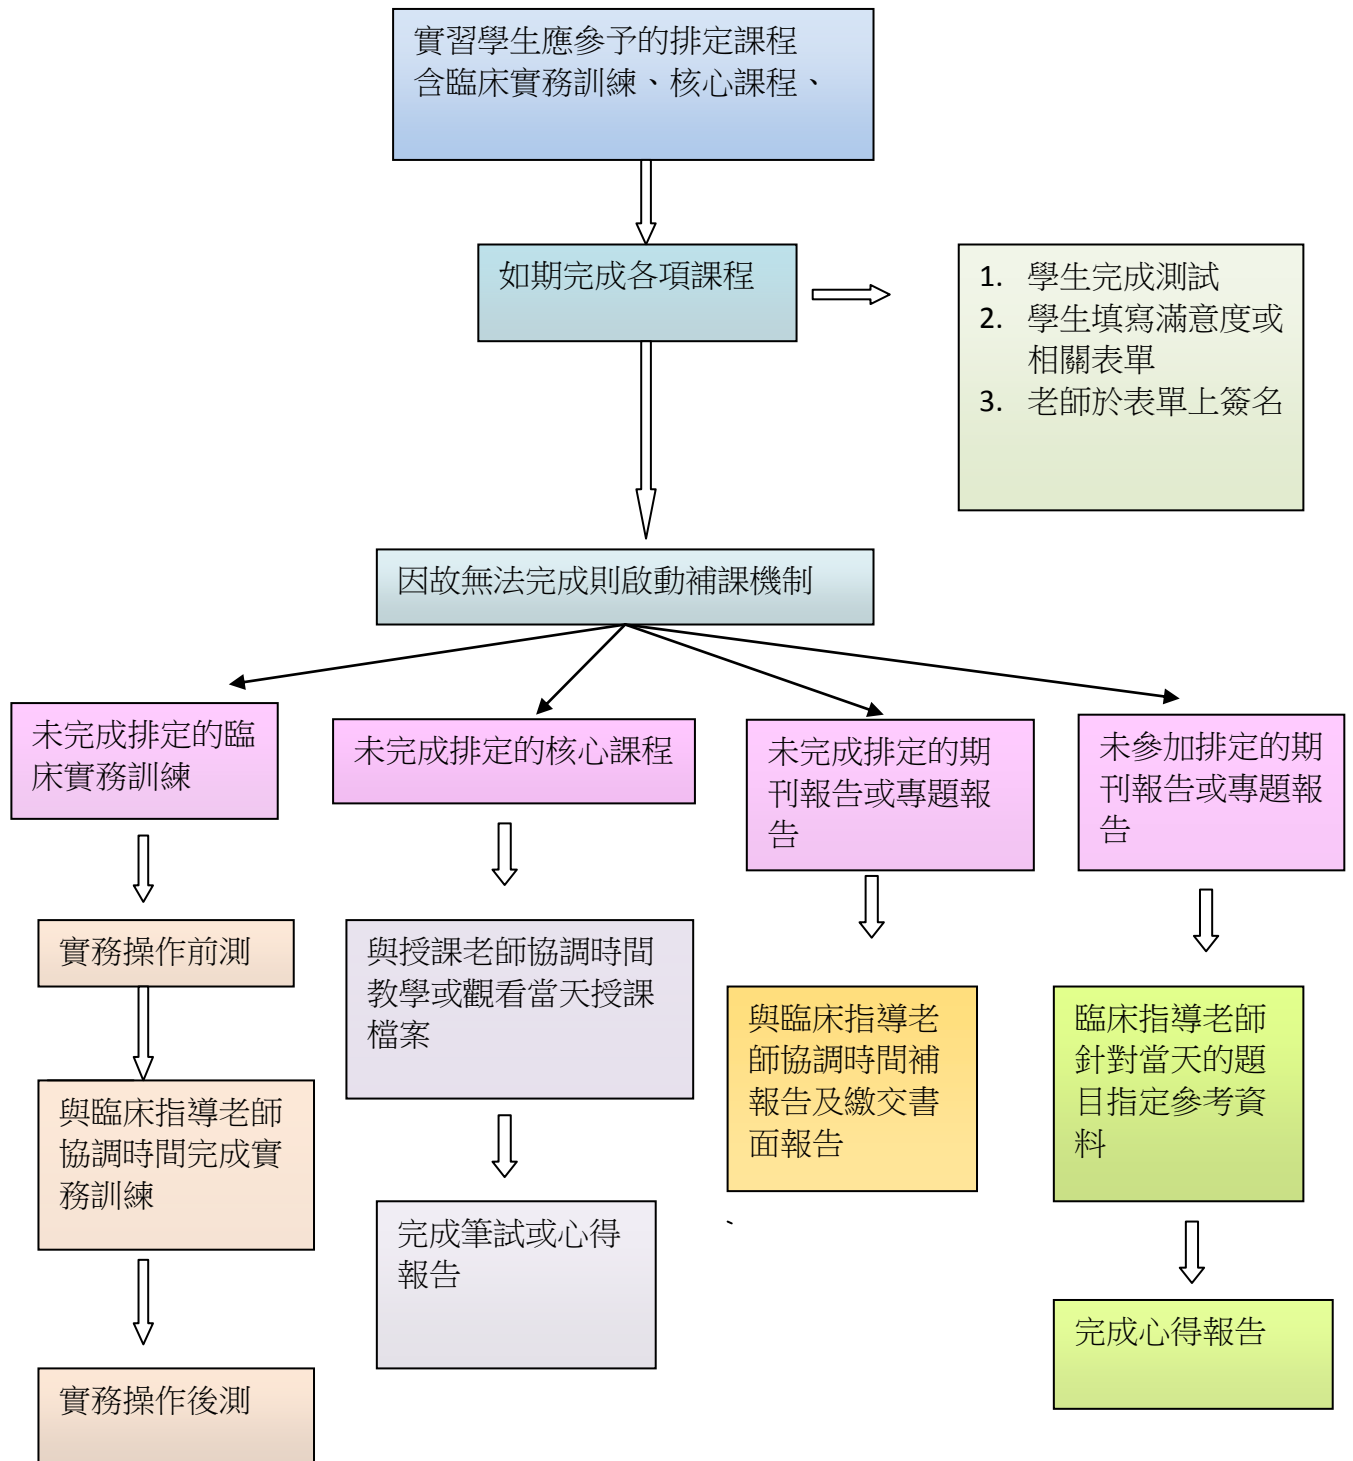 實習學生應參予的排定課程
含臨床實務訓練、核心課程、
如期完成各項課程
1. 學生完成測試
2. 學生填寫滿意度或
相關表單
3. 老師於表單上簽名
因故無法完成則啟動補課機制
未完成排定的臨
床實務訓練
未完成排定的核心課程
未完成排定的期
刊報告或專題報
告
未參加排定的期
刊報告或專題報
告
實務操作前測
與臨床指導老師
協調時間完成實
務訓練
實務操作後測
與授課老師協調時間
教學或觀看當天授課
檔案
完成筆試或心得
報告
與臨床指導老
師協調時間補
報告及繳交書
面報告
、
臨床指導老師
針對當天的題
目指定參考資
料
完成心得報告